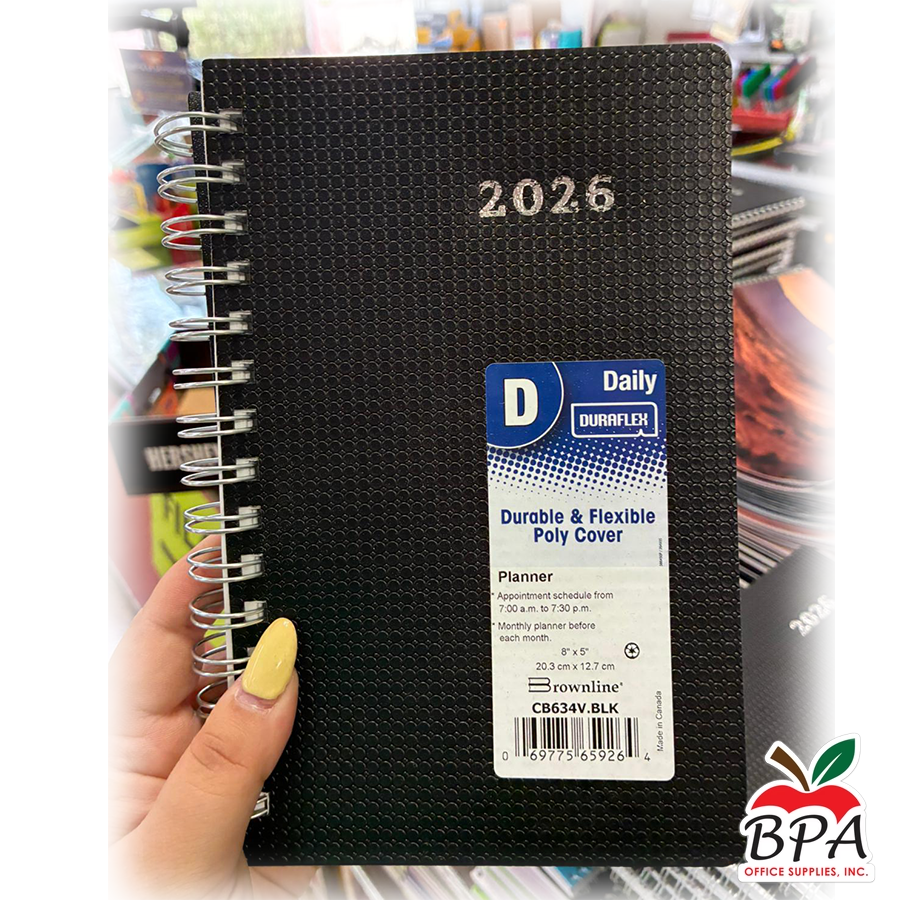 2026
D
Daily
DURAFLEX
Durable & Flexible
Poly Cover
Planner
* Appointment schedule from
7:00 a.m. to 7:30 p.m.
* Monthly planner before
each month.
8" x 5"
20.3 cm x 12.7 cm
Brownline®
CB634V.BLK
0 69775 65926 4
Made in Canada
HERSHE
202
BPA
OFFICE SUPPLIES, INC.